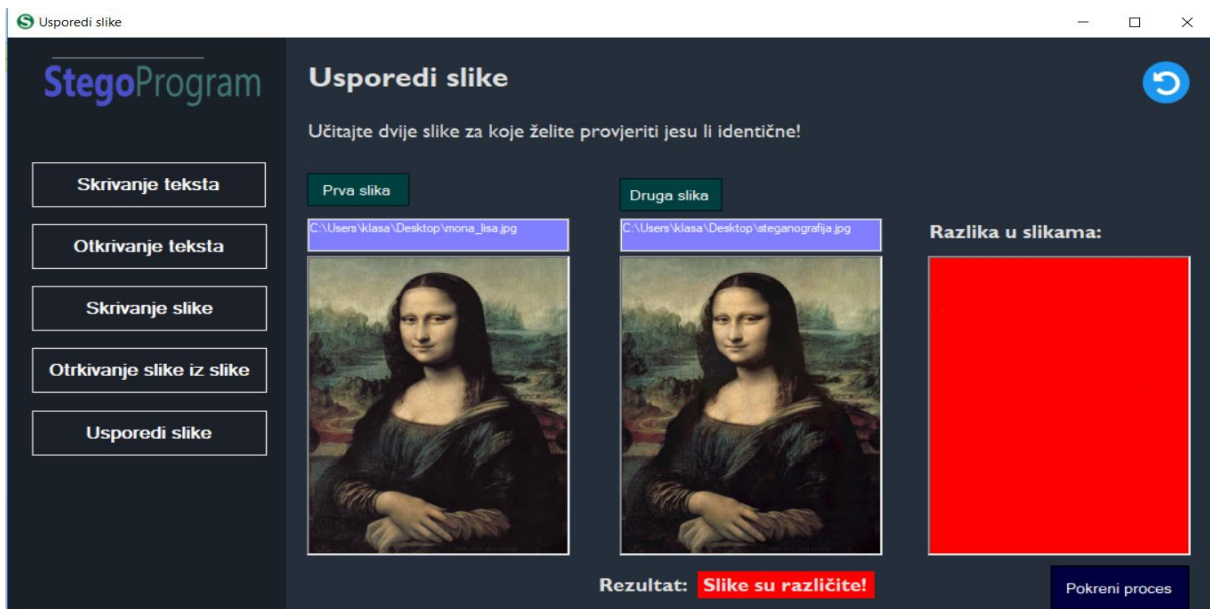 Usporedi slike
StegoProgram
Skrivanje teksta
Otkrivanje teksta
Skrivanje slike
Otrkivanje slike iz slike
Usporedi slike
Usporedi slike
Učitajte dvije slike za koje želite provjeriti jesu li identične!
Prva slika
C:\Users\klasa\Desktop\mona_lisa.jpg
Druga slika
C:\Users\klasa\Desktop\steganografija.jpg
Razlika u slikama:
Rezultat: Slike su različite!
Pokreni proces